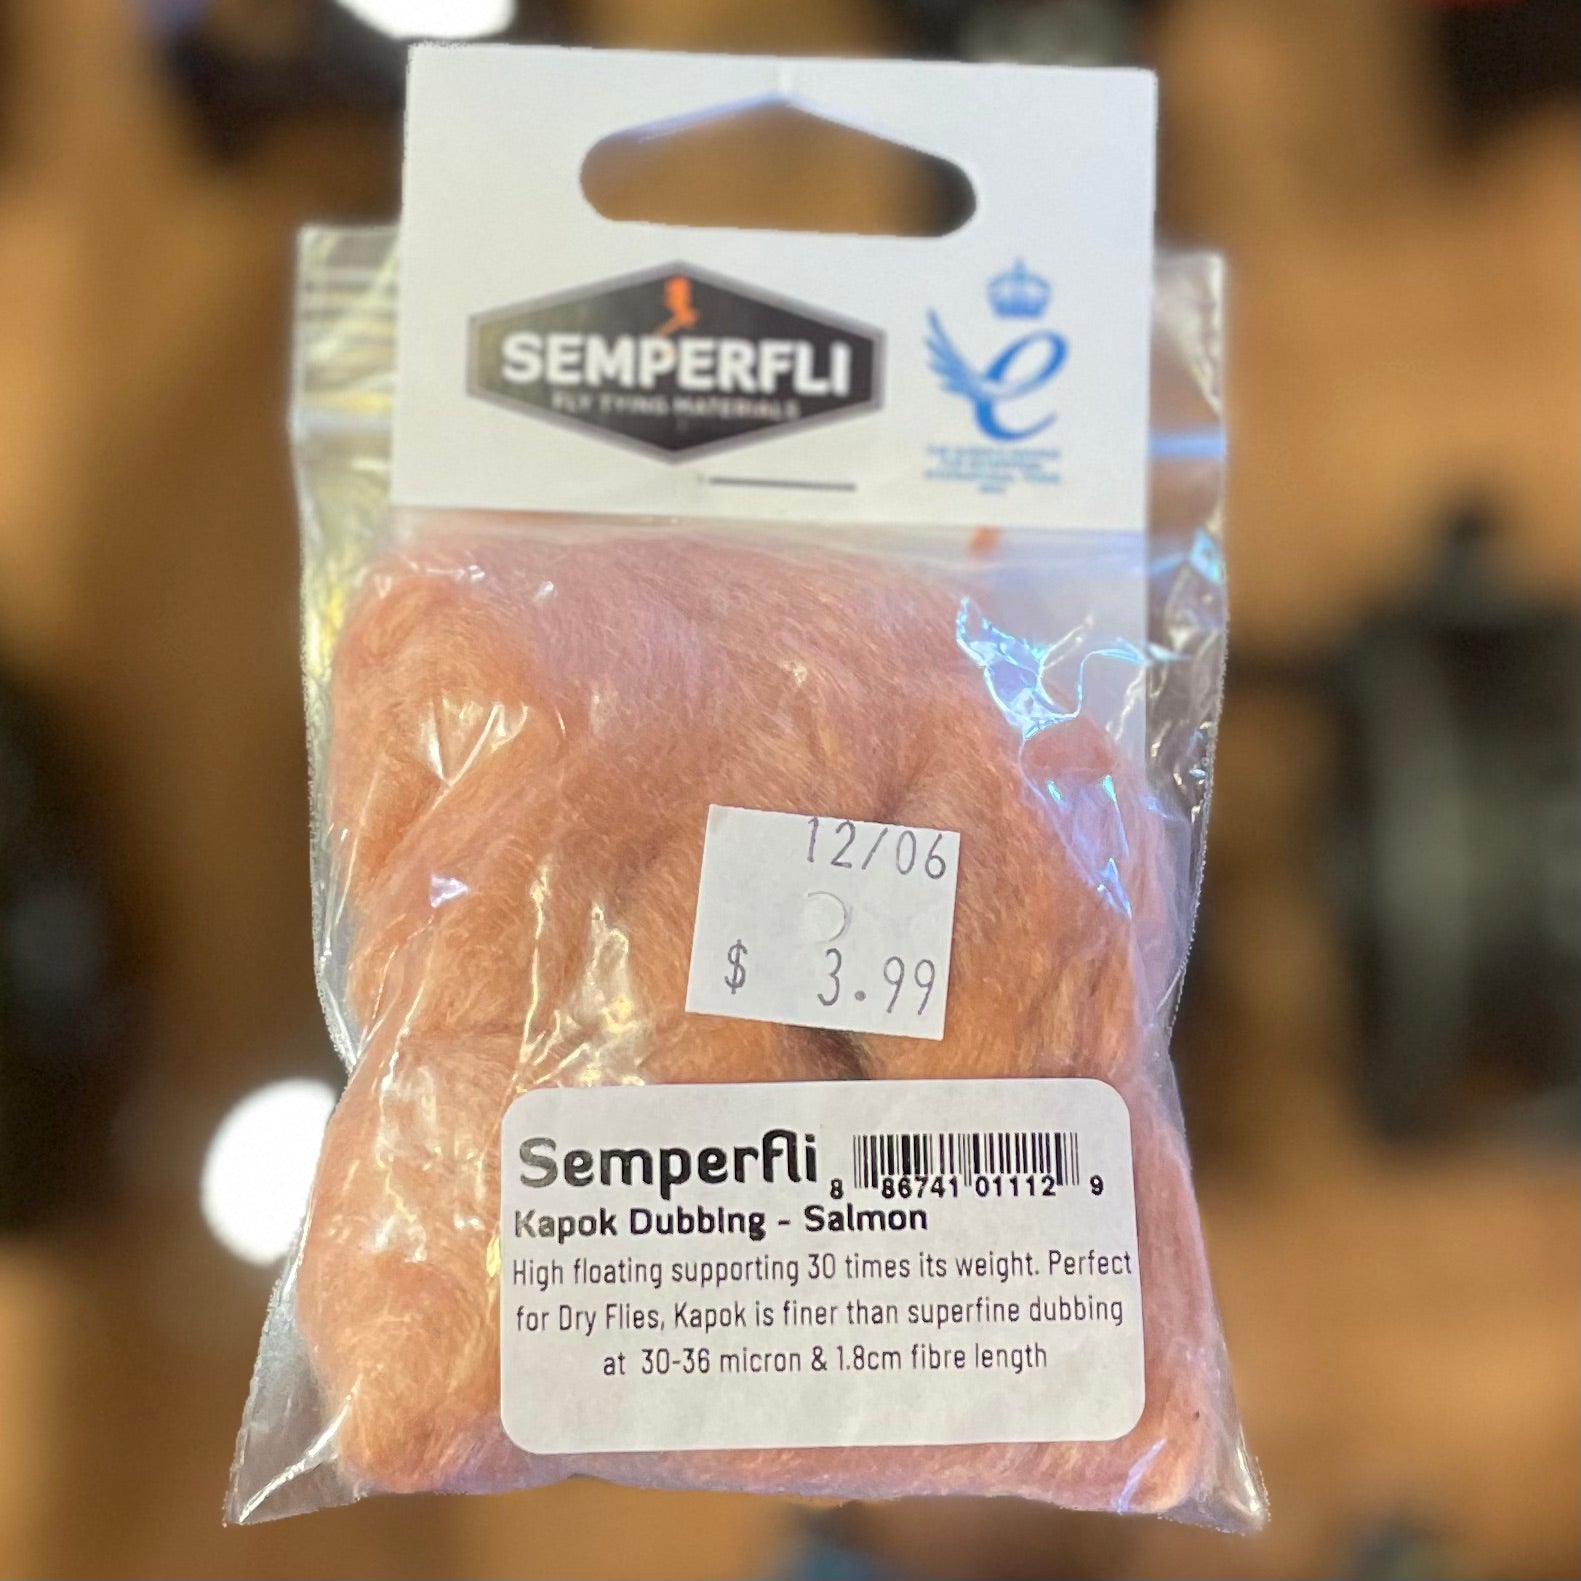 SEMPERFLI
FLY TYING MATERIALS
12/06
$ 3.99
Semperfli
8 86741 01112 9
Kapok Dubbing - Salmon
High floating supporting 30 times its weight. Perfect
for Dry Flies, Kapok is finer than superfine dubbing
at 30-36 micron & 1.8cm fibre length